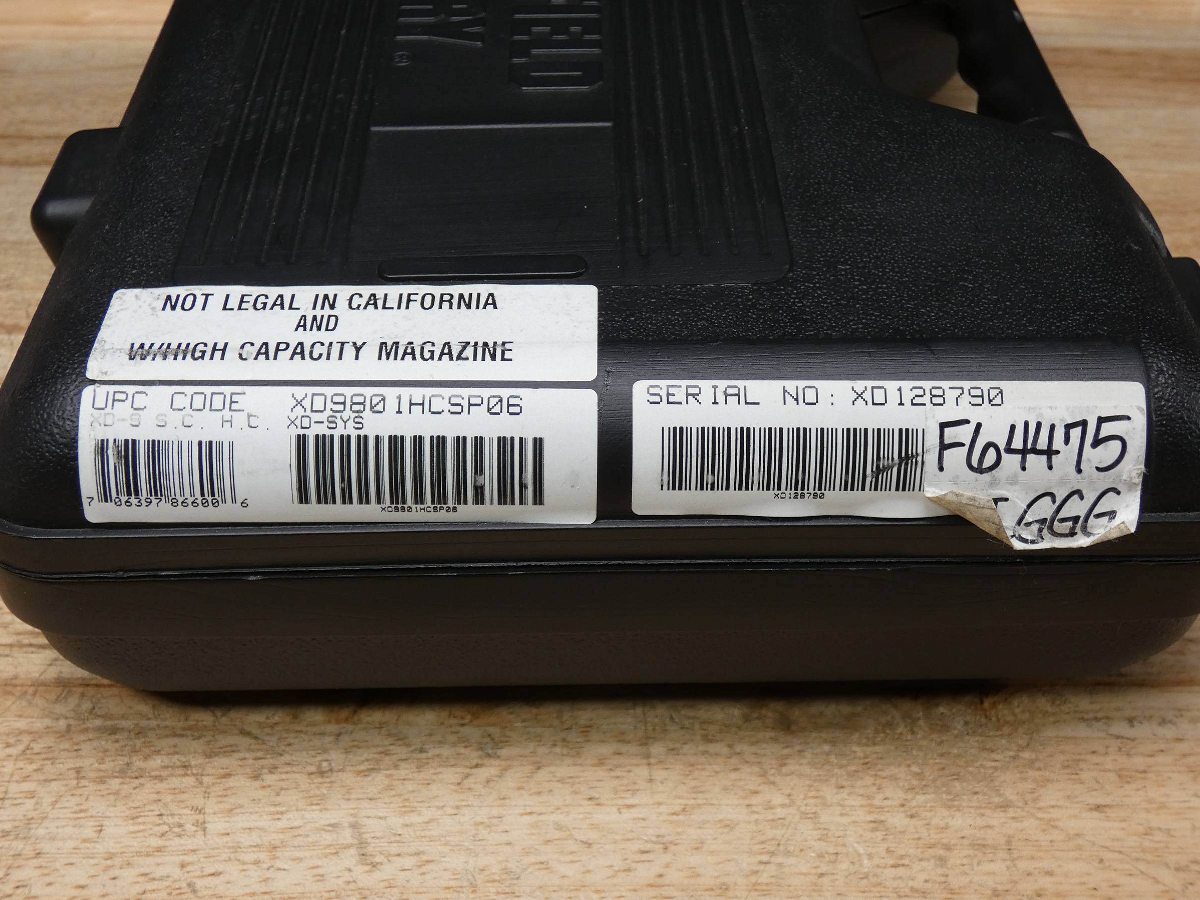 NOT LEGAL IN CALIFORNIA
AND
W/HIGH CAPACITY MAGAZINE
UPC CODE XD9801HCSP06
XD-9 S.C. H.C. XD-SYS
7 06397 86600 6
XD9801HCSP06
SERIAL NO: XD128790
XD128790
F64475
GGG